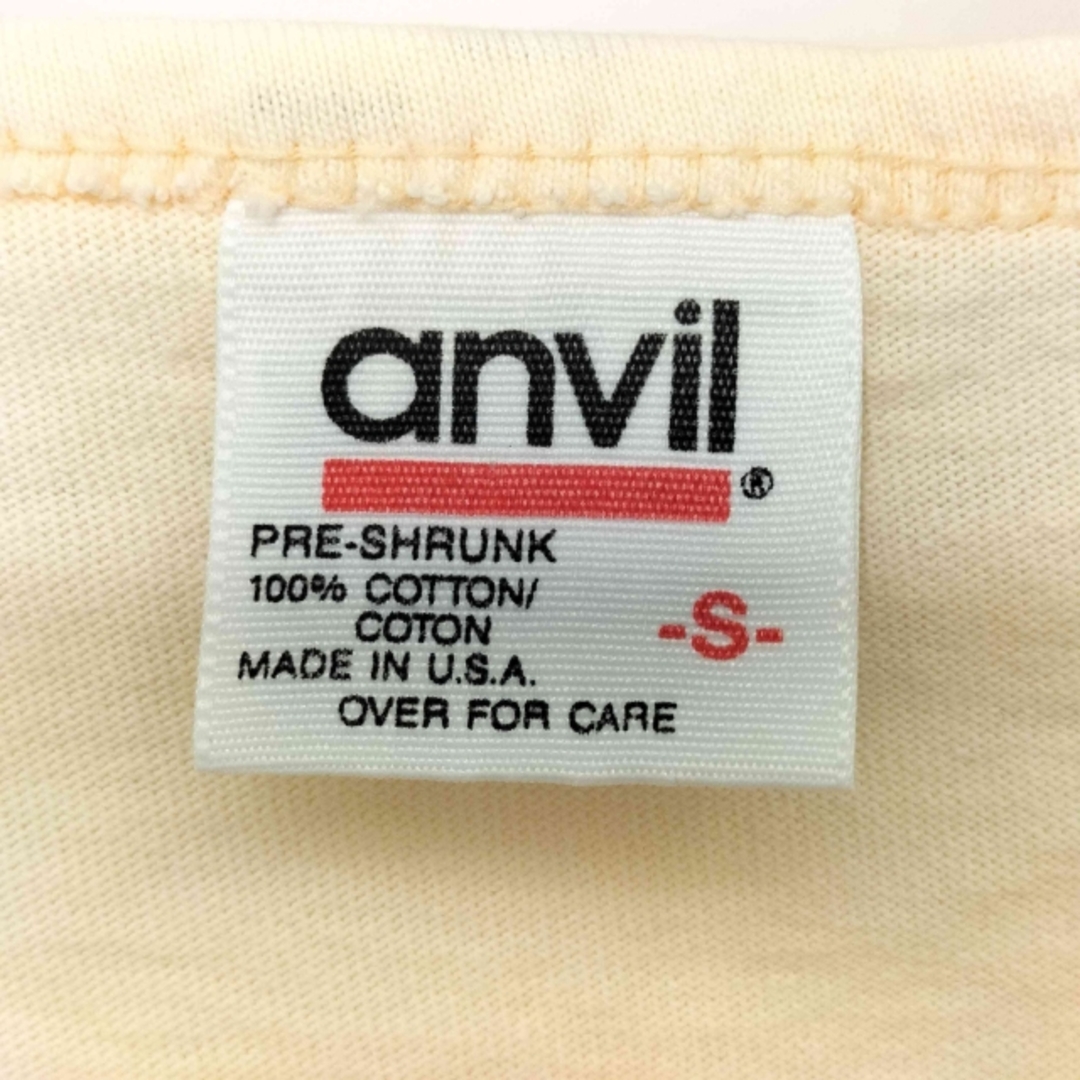 anvil
®
PRE-SHRUNK
100% COTTON/
COTON
-S-
MADE IN U.S.A.
OVER FOR CARE